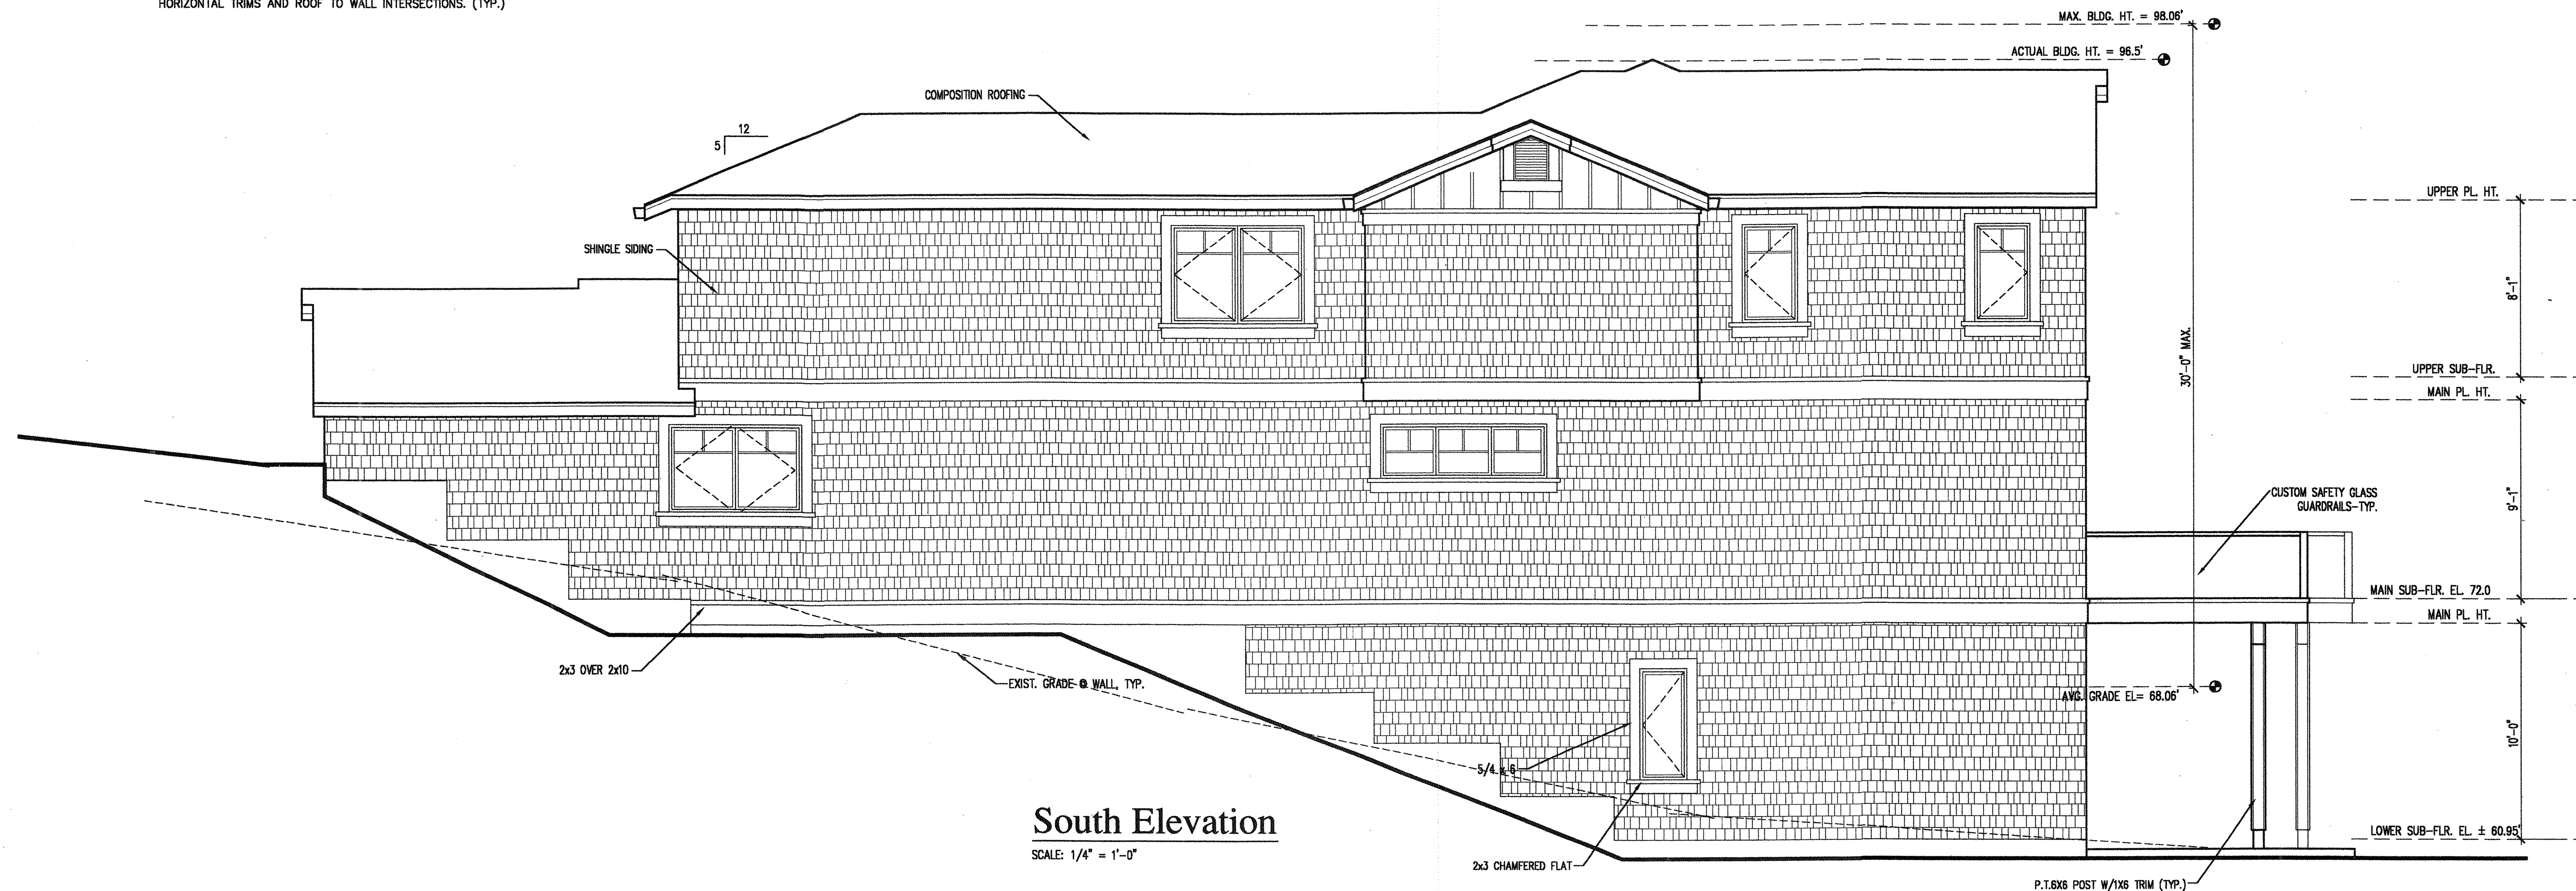 HORIZONTAL TRIMS AND ROOF TO WALL INTERSECTIONS. (TYP.)
MAX. BLDG. HT. = 98.06'
ACTUAL BLDG. HT. = 96.5'
COMPOSITION ROOFING
12
5
UPPER PL. HT.
SHINGLE SIDING
8'-1"
30'-0" MAX.
UPPER SUB-FLR.
MAIN PL. HT.
CUSTOM SAFETY GLASS
GUARDRAILS-TYP.
9'-1"
MAIN SUB-FLR. EL. 72.0
MAIN PL. HT.
2x3 OVER 2x10
EXIST. GRADE @ WALL, TYP.
AVG. GRADE EL= 68.06'
10'-0"
5/4 x 6
South Elevation
SCALE: 1/4" = 1'-0"
LOWER SUB-FLR. EL. ± 60.95'
2x3 CHAMFERED FLAT
P.T.6X6 POST W/1X6 TRIM (TYP.)